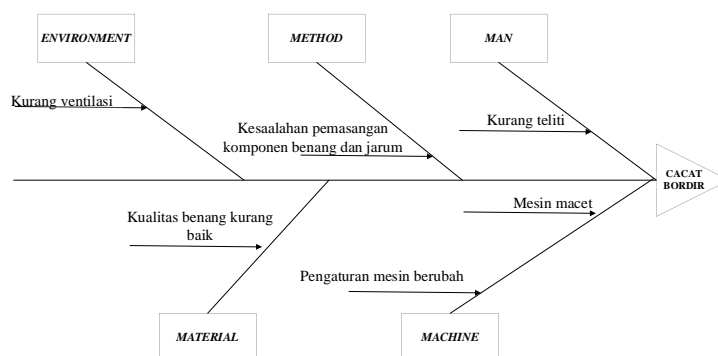 ENVIRONMENT
METHOD
MAN
Kurang ventilasi
Kesaalahan pemasangan
komponen benang dan jarum
Kurang teliti
CACAT
BORDIR
Kualitas benang kurang
baik
Mesin macet
Pengaturan mesin berubah
MATERIAL
MACHINE